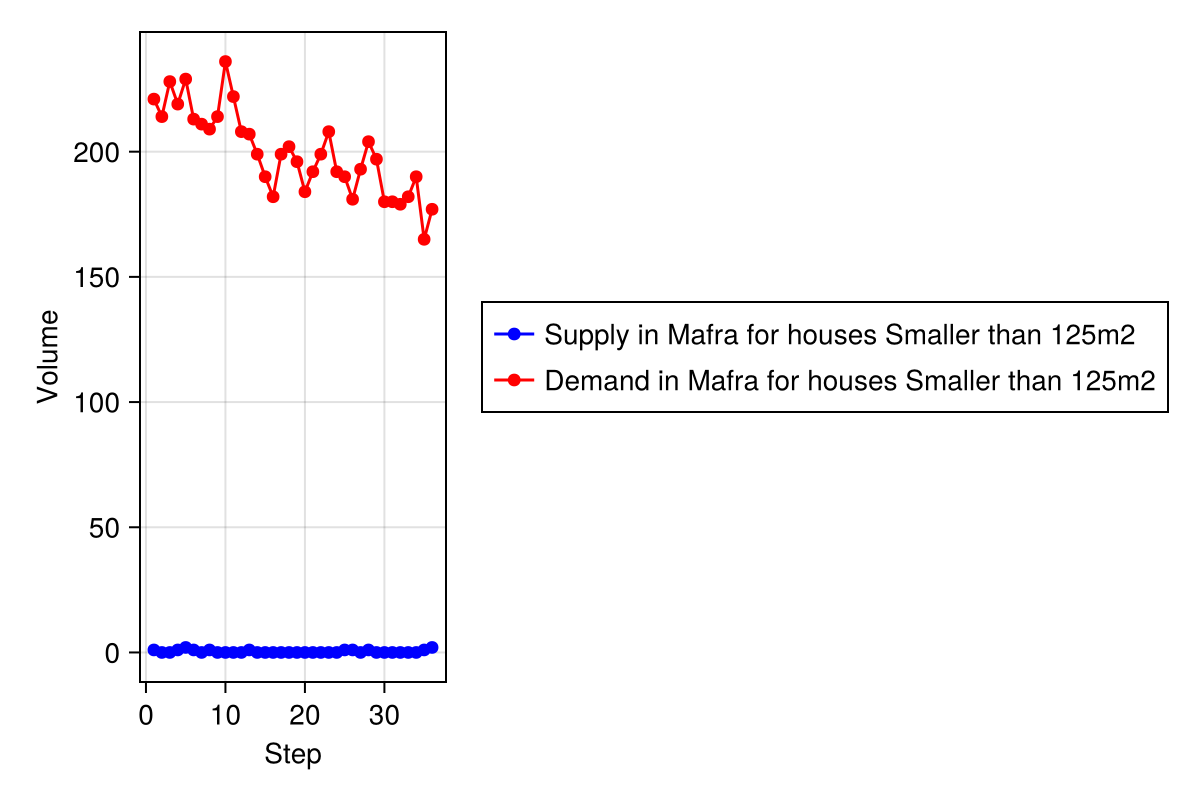 200
150
100
50
0
Volume
0 10 20 30
Step
Supply in Mafra for houses Smaller than 125m2
Demand in Mafra for houses Smaller than 125m2